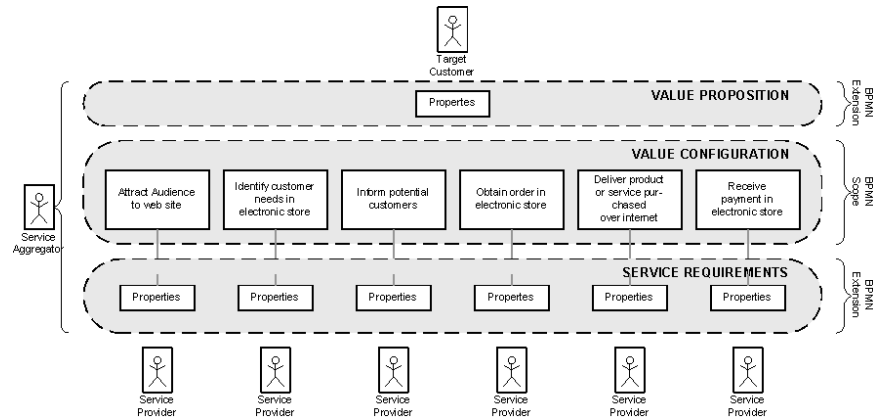 Target
Customer
VALUE PROPOSITION
Propertes
BPMN
Extension
VALUE CONFIGURATION
Attract Audience
to web site
Identify customer
needs in
electronic store
Inform potential
customers
Obtain order in
electronic store
Deliver product
or service pur-
chased
over internet
Receive
payment in
electronic store
BPMN
Scope
Service
Aggregator
SERVICE REQUIREMENTS
Properties
Properties
Properties
Properties
Properties
Properties
BPMN
Extension
Service
Provider
Service
Provider
Service
Provider
Service
Provider
Service
Provider
Service
Provider